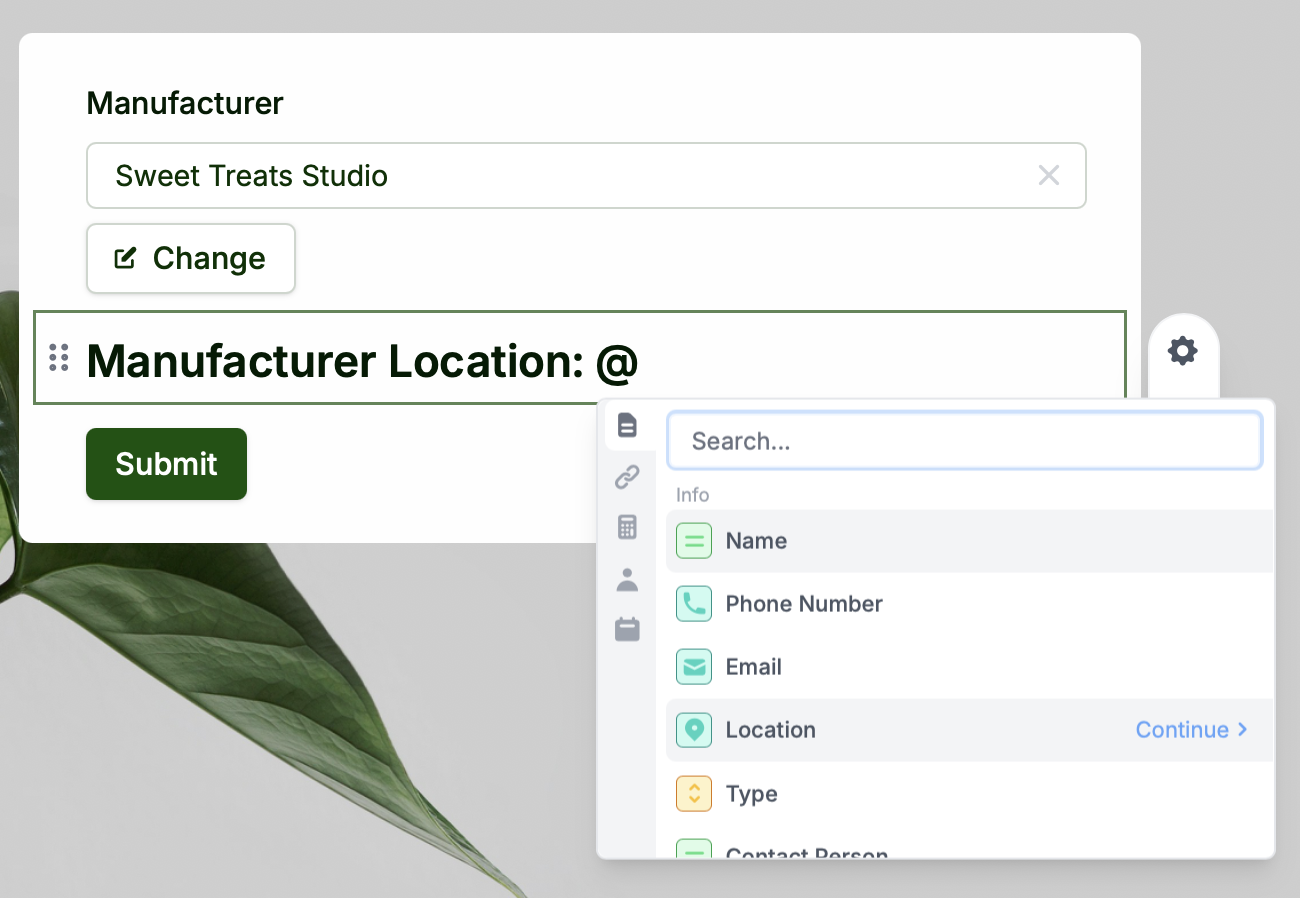 Manufacturer
Sweet Treats Studio
Change
Manufacturer Location: @
Submit
Search...
Info
Name
Phone Number
Email
Location
Continue
Type
Contact Person